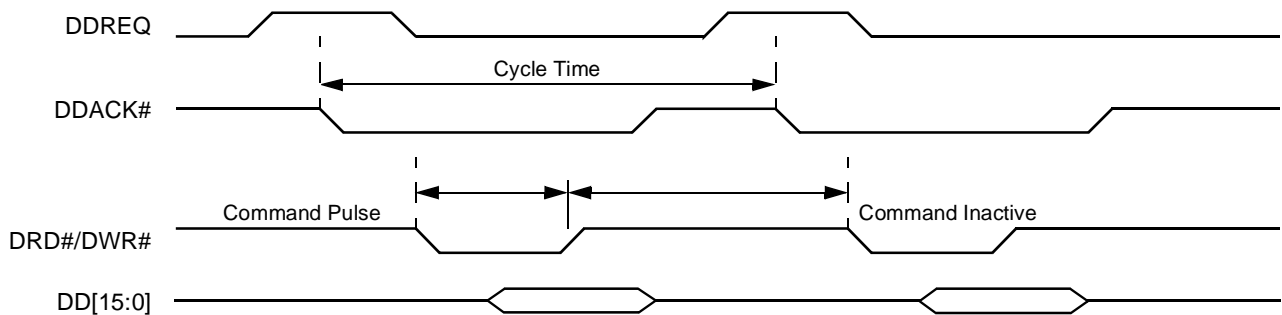 DDREQ
Cycle Time
DDACK#
Command Pulse
Command Inactive
DRD#/DWR#
DD[15:0]